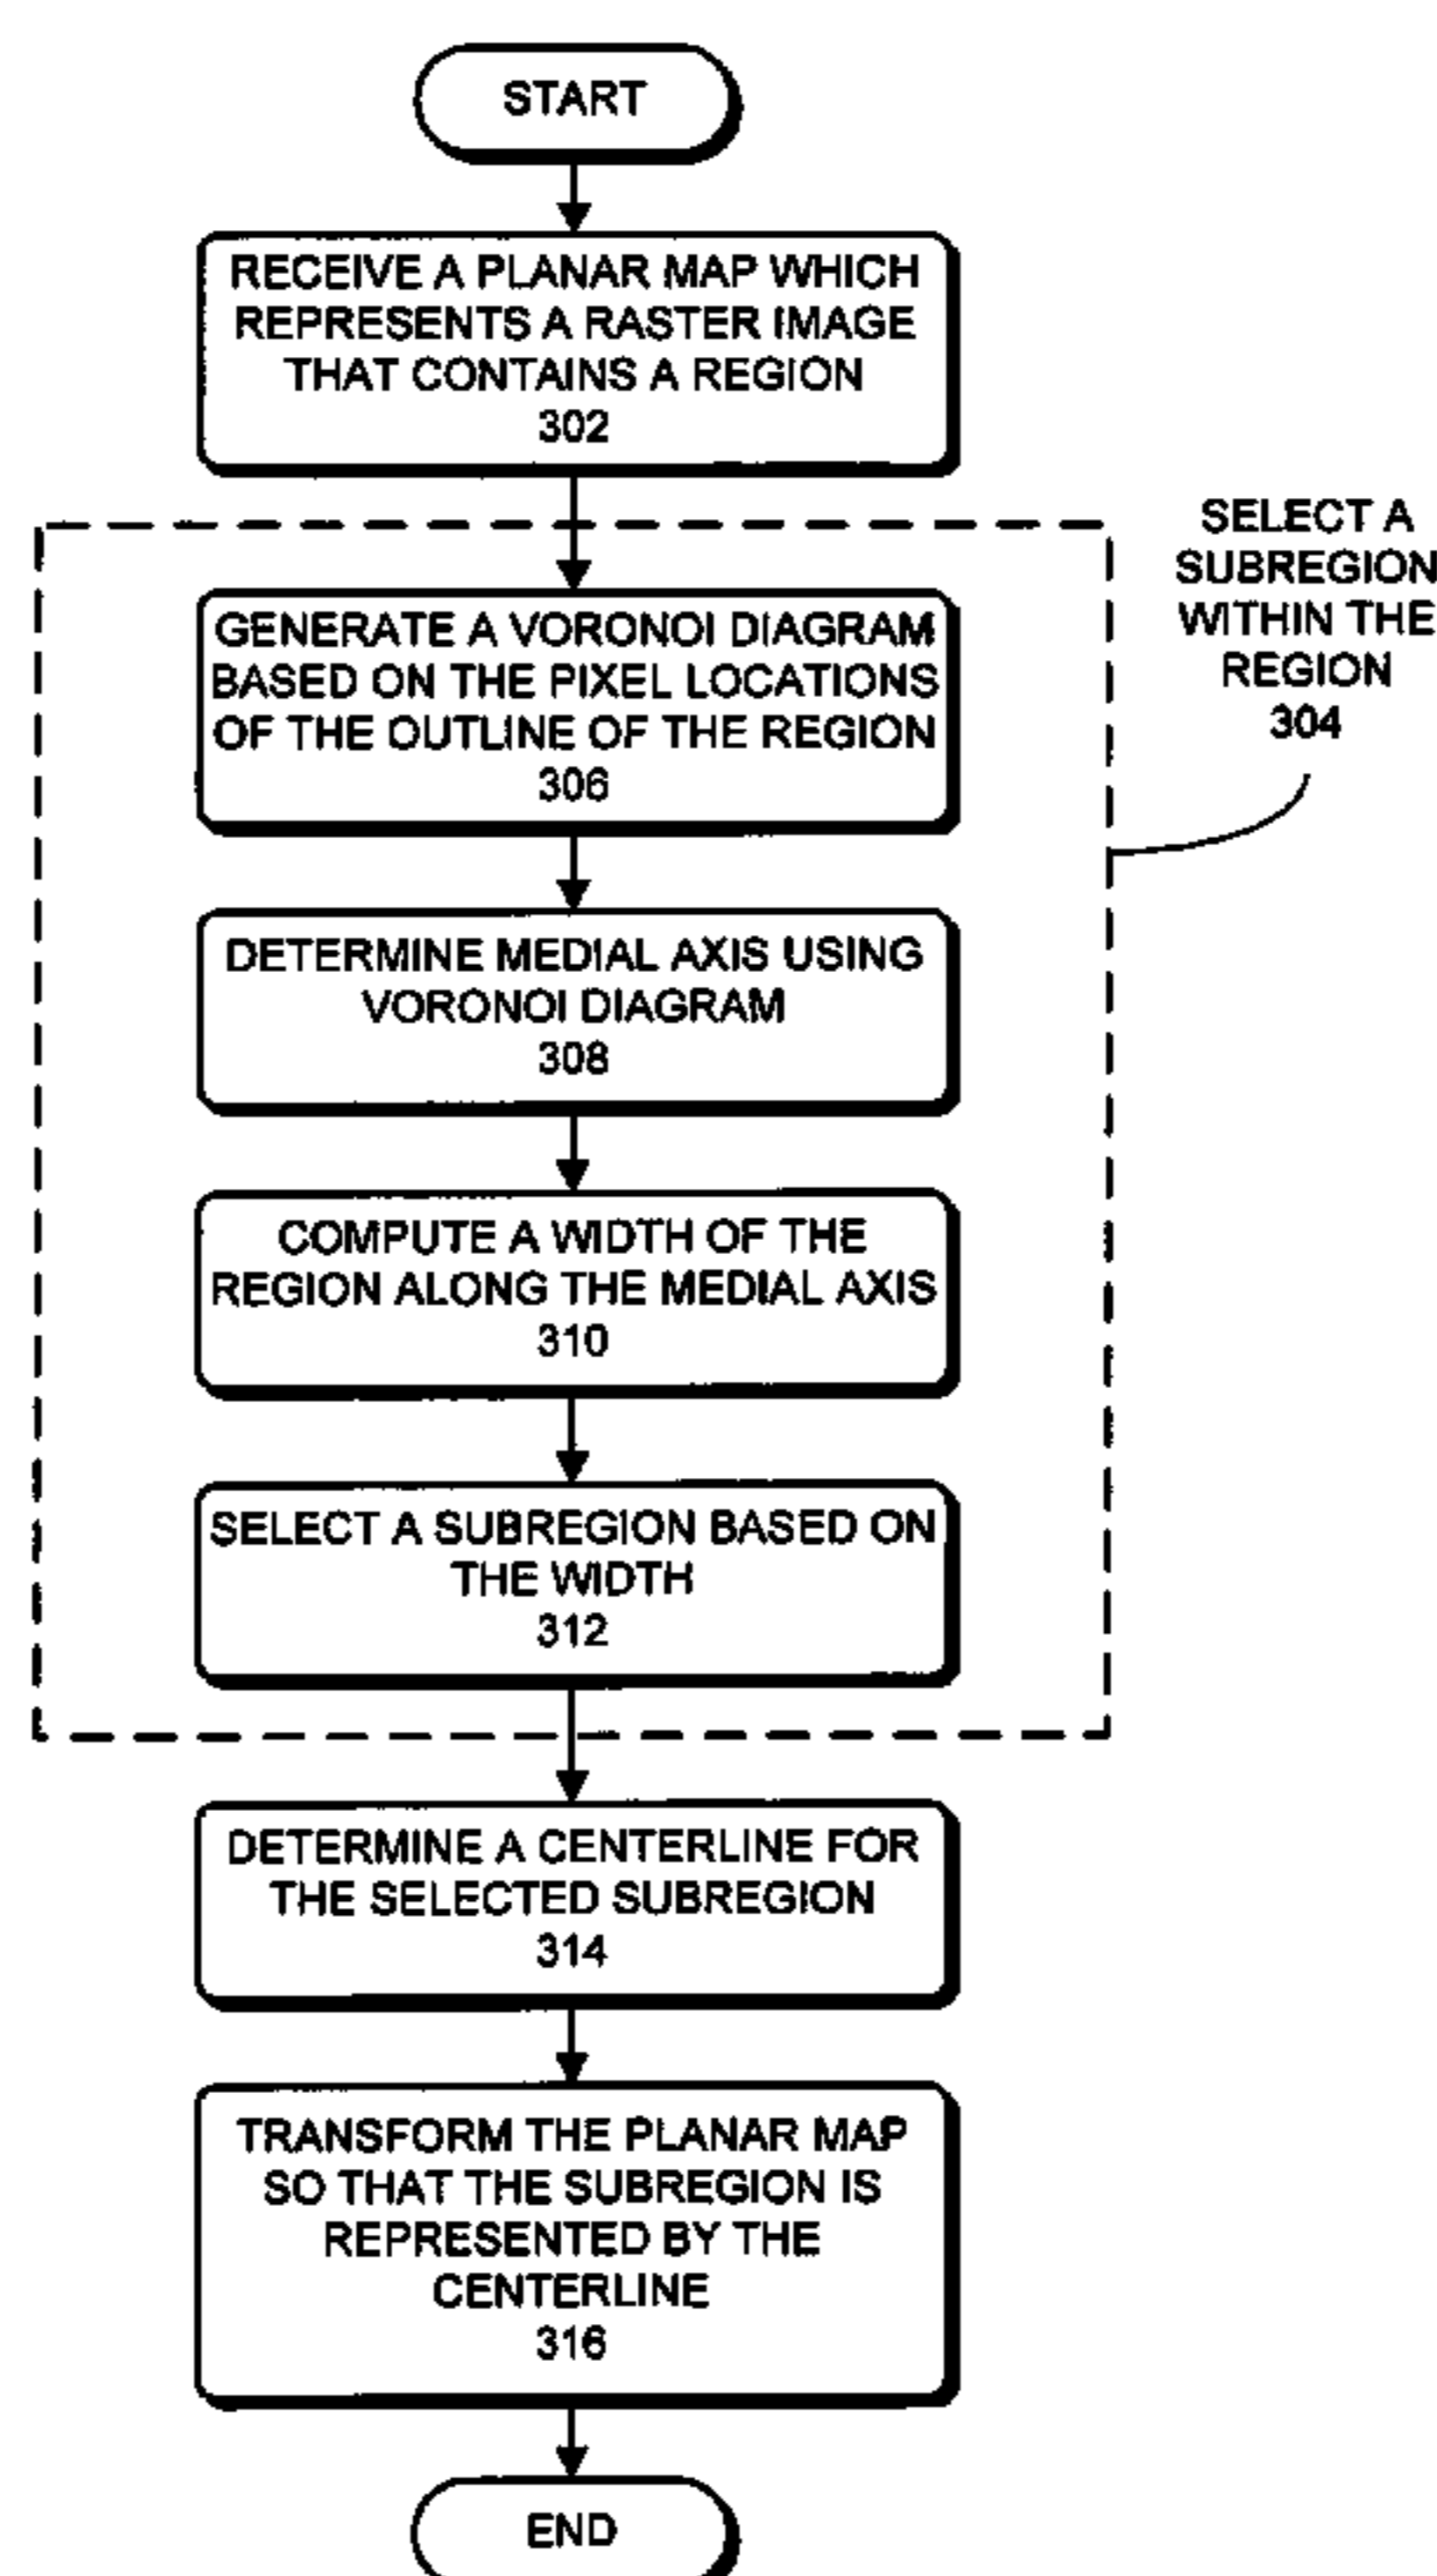 START
RECEIVE A PLANAR MAP WHICH
REPRESENTS A RASTER IMAGE
THAT CONTAINS A REGION
302
SELECT A
SUBREGION
WITHIN THE
REGION
304
GENERATE A VORONOI DIAGRAM
BASED ON THE PIXEL LOCATIONS
OF THE OUTLINE OF THE REGION
306
DETERMINE MEDIAL AXIS USING
VORONOI DIAGRAM
308
COMPUTE A WIDTH OF THE
REGION ALONG THE MEDIAL AXIS
310
SELECT A SUBREGION BASED ON
THE WIDTH
312
DETERMINE A CENTERLINE FOR
THE SELECTED SUBREGION
314
TRANSFORM THE PLANAR MAP
SO THAT THE SUBREGION IS
REPRESENTED BY THE
CENTERLINE
316
END